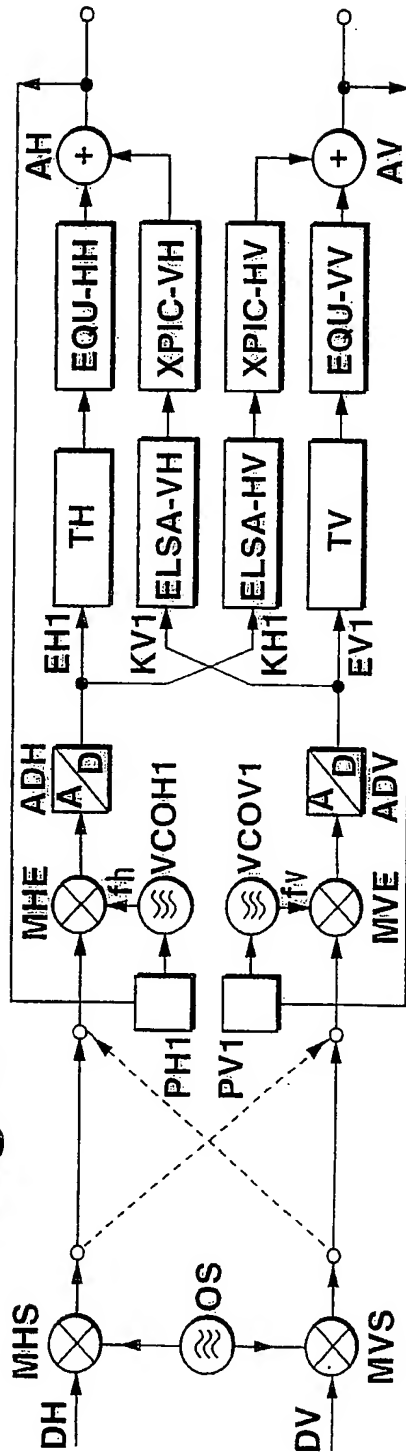 DH
MHS
OS
DV
MVS
MHE
fh
VCOH1
PH1
PV1
VCOV1
fv
MVE
ADH
A
D
A
D
ADV
EH1
KV1
KH1
EV1
TH
ELSA-VH
ELSA-HV
TV
EQU-HH
XPIC-VH
XPIC-HV
EQU-VV
AH
+
+
AV